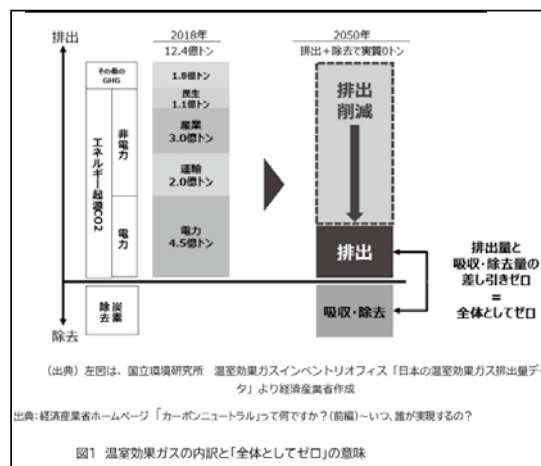 排出
2018年
12.4億トン
2050年
排出+除去で実質0トン
その他の
GHG
1.8億トン
民生
1.1億トン
産業
3.0億トン
運輸
2.0億トン
電力
4.5億トン
エネルギー起源CO2
非電力
電力
炭素
除去
除去
排出
削減
排出
吸収・除去
排出量と
吸収・除去量の
差し引きゼロ
=
全体としてゼロ
(出典)左図は、国立環境研究所 温室効果ガスインベントリオフィス「日本の温室効果ガス排出量デー
タ」より経済産業省作成
出典:経済産業省ホームページ 「カーボンニュートラル」って何ですか?(前編)~いつ、誰が実現するの?
図1 温室効果ガスの内訳と「全体としてゼロ」の意味